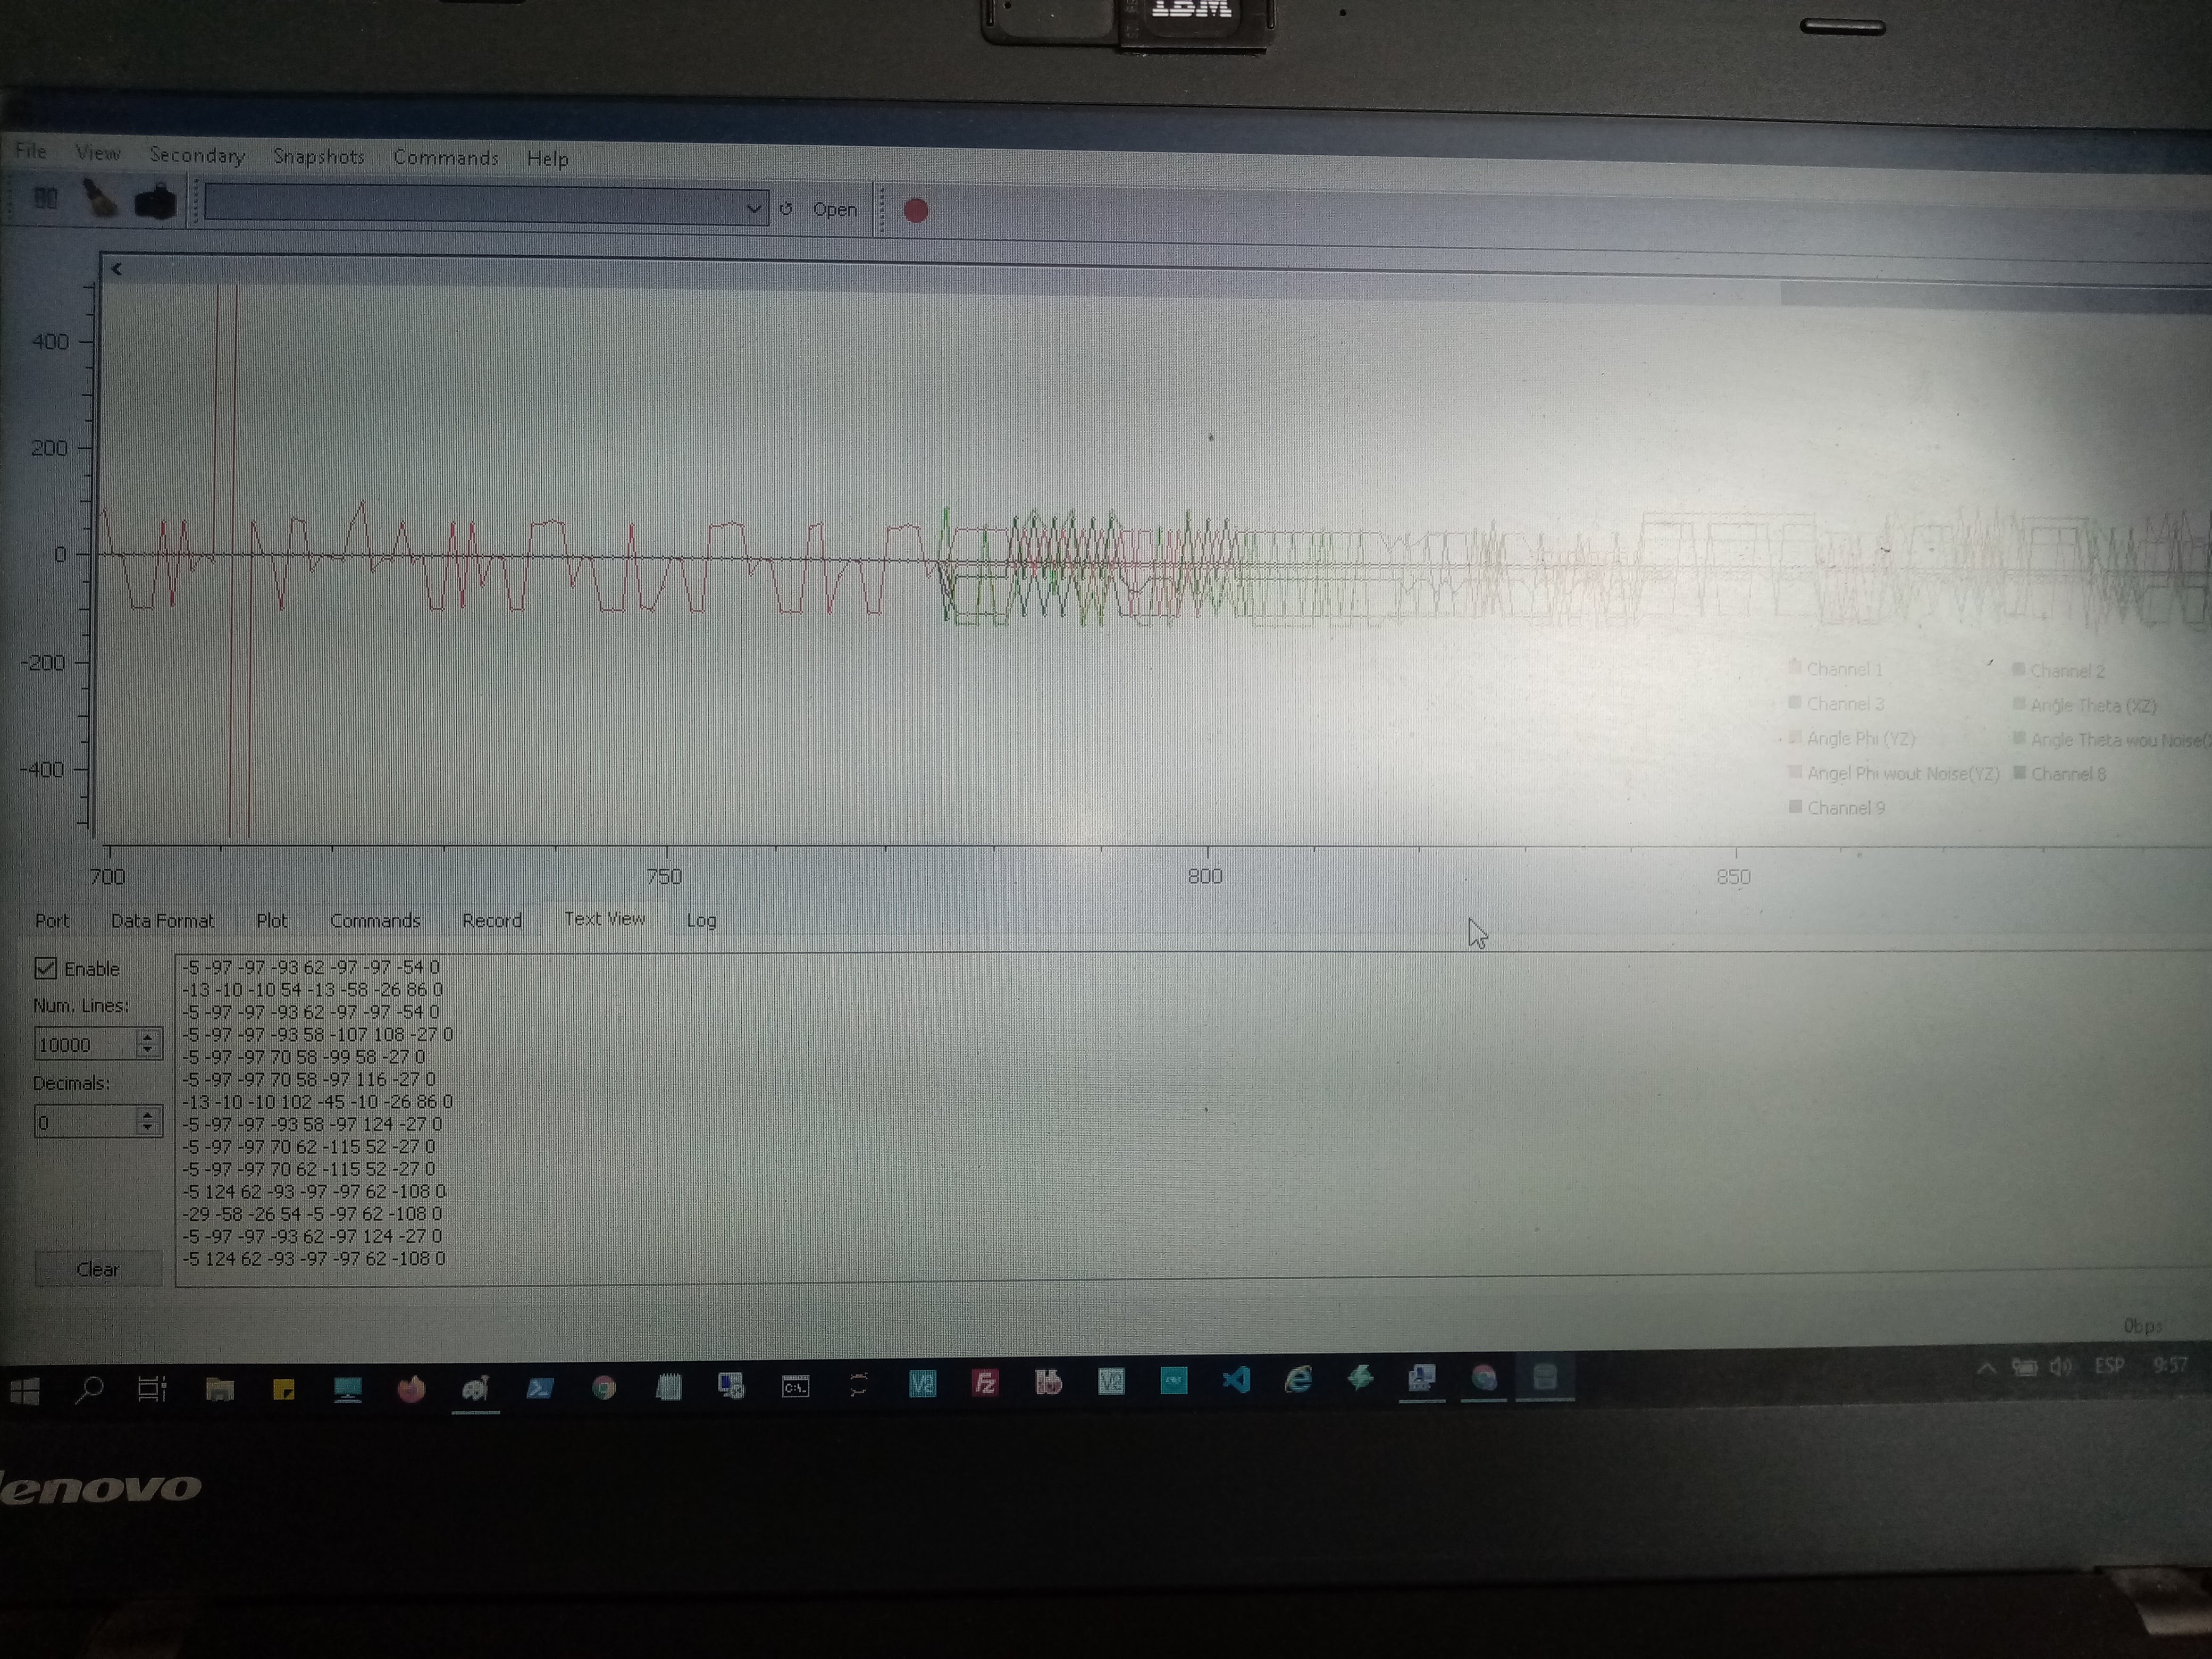 IBM
File View Secondary Snapshots Commands Help
Open
400
200
0
-200
-400
Channel 1 Channel 2
Channel 3 Angle Theta (XZ)
Angle Phi (YZ) Angle Theta wou Noise(
Angel Phi wout Noise(YZ) Channel 8
Channel 9
700 750 800 850
Port Data Format Plot Commands Record Text View Log
Enable
Num. Lines:
10000
Decimals:
0
Clear
-5 -97 -97 -93 62 -97 -97 -54 0
-13 -10 -10 54 -13 -58 -26 86 0
-5 -97 -97 -93 62 -97 -97 -54 0
-5 -97 -97 -93 58 -107 108 -27 0
-5 -97 -97 70 58 -99 58 -27 0
-5 -97 -97 70 58 -97 116 -27 0
-13 -10 -10 102 -45 -10 -26 86 0
-5 -97 -97 -93 58 -97 124 -27 0
-5 -97 -97 70 62 -115 52 -27 0
-5 -97 -97 70 62 -115 52 -27 0
-5 124 62 -93 -97 -97 62 -108 0
-29 -58 -26 54 -5 -97 62 -108 0
-5 -97 -97 -93 62 -97 124 -27 0
-5 124 62 -93 -97 -97 62 -108 0
0bps
ESP 9:57
lenovo